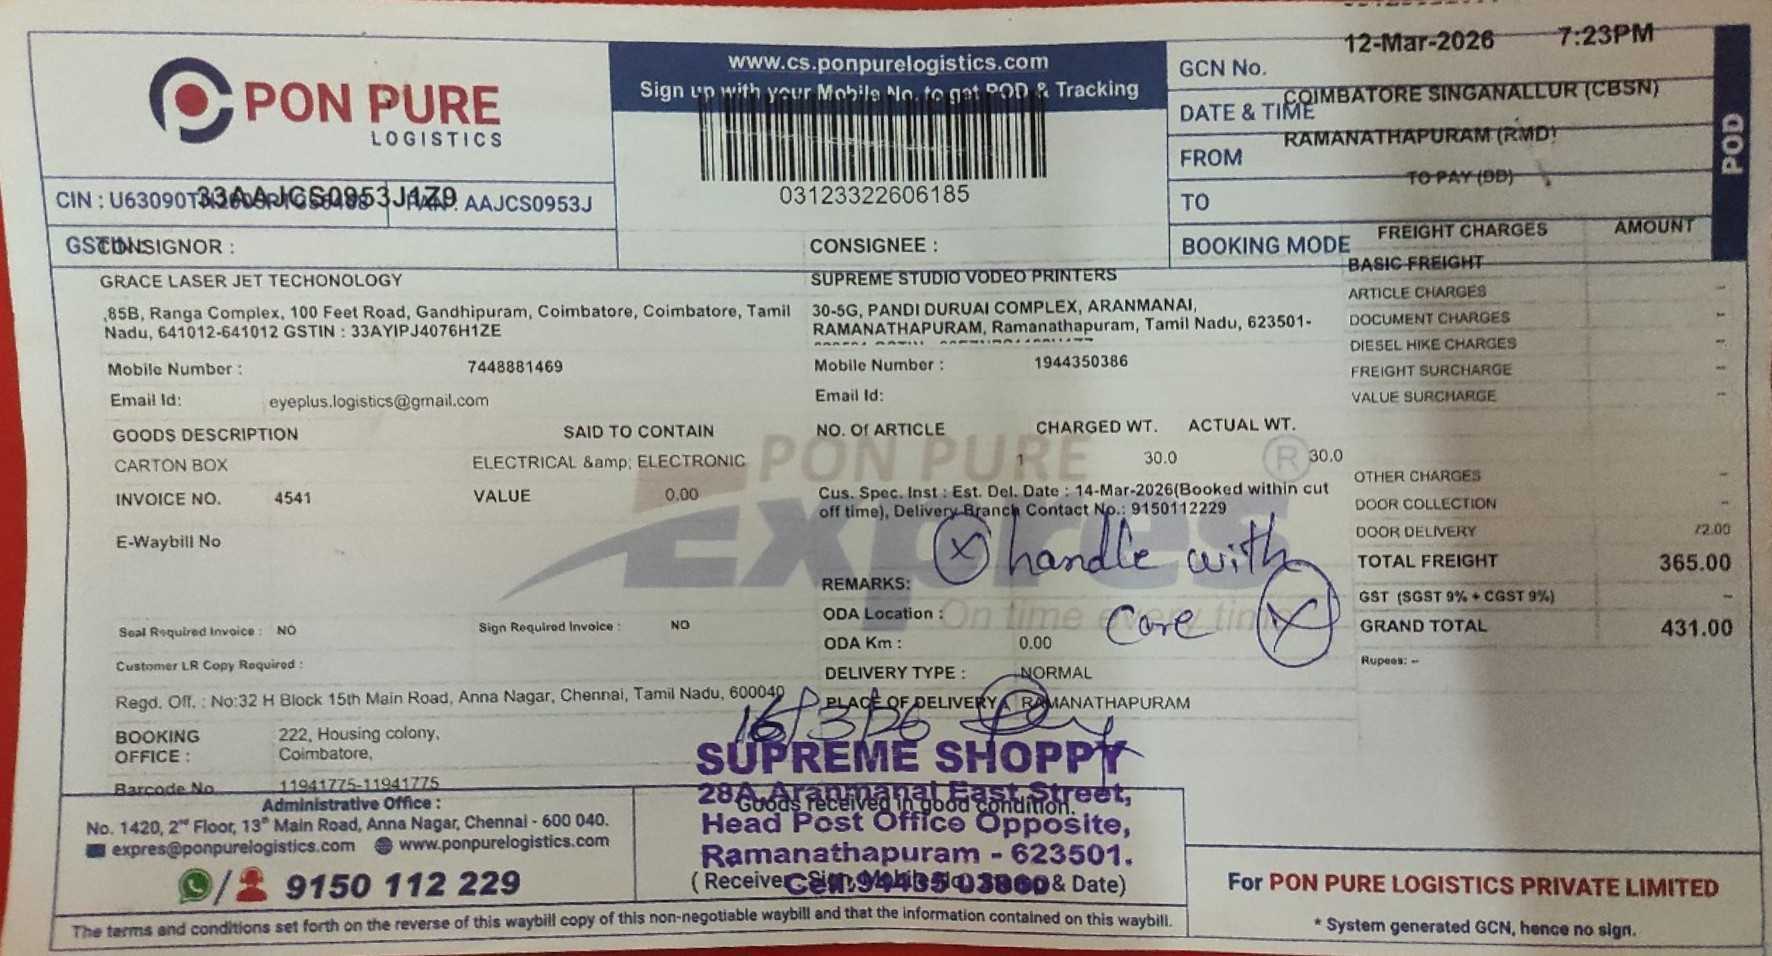 12-Mar-2026 7:23PM
PON PURE
LOGISTICS
www.cs.ponpurelogistics.com
Sign up with your Mobile No. to get POD & Tracking
03123322606185
GCN No.
COIMBATORE SINGANALLUR (CBSN)
DATE & TIME
RAMANATHAPURAM (RMD)
FROM
TO PAY (DD)
TO
BOOKING MODE
POD
CIN : 33AAJCS0953J1Z9 AAJCS0953J
GSTIN
CONSIGNOR :
GRACE LASER JET TECHONOLOGY
,85B, Ranga Complex, 100 Feet Road, Gandhipuram, Coimbatore, Coimbatore, Tamil
Nadu, 641012-641012 GSTIN : 33AYIPJ4076H1ZE
Mobile Number : 7448881469
Email Id: eyeplus.logistics@gmail.com
CONSIGNEE :
SUPREME STUDIO VODEO PRINTERS
30-5G, PANDI DURUAI COMPLEX, ARANMANAI,
RAMANATHAPURAM, Ramanathapuram, Tamil Nadu, 623501-
Mobile Number : 1944350386
Email Id:
GOODS DESCRIPTION SAID TO CONTAIN NO. Of ARTICLE CHARGED WT. ACTUAL WT.
CARTON BOX ELECTRICAL &amp; ELECTRONIC 1 30.0 30.0
INVOICE NO. 4541 VALUE 0.00
Cus. Spec. Inst : Est. Del. Date : 14-Mar-2026(Booked within cut
off time), Delivery Branch Contact No.: 9150112229
E-Waybill No
PON PURE ®
Expres
On time every time
handle with
care
REMARKS:
ODA Location :
ODA Km : 0.00
DELIVERY TYPE : NORMAL
PLACE OF DELIVERY RAMANATHAPURAM
Seal Required Invoice : NO Sign Required Invoice : NO
Customer LR Copy Required :
Regd. Off. : No:32 H Block 15th Main Road, Anna Nagar, Chennai, Tamil Nadu, 600040
BOOKING OFFICE : 222, Housing colony,
Coimbatore,
Barcode No 11941775-11941775
FREIGHT CHARGES AMOUNT
BASIC FREIGHT
ARTICLE CHARGES --
DOCUMENT CHARGES --
DIESEL HIKE CHARGES --
FREIGHT SURCHARGE --
VALUE SURCHARGE --
OTHER CHARGES --
DOOR COLLECTION --
DOOR DELIVERY 72.00
TOTAL FREIGHT 365.00
GST (SGST 9% + CGST 9%) --
GRAND TOTAL 431.00
Rupees: --
16/3/26
SUPREME SHOPPY
28A Aranmanai East Street,
Head Post Office Opposite,
Ramanathapuram - 623501.
Goods received in good condition.
& Date)
Administrative Office :
No. 1420, 2nd Floor, 13th Main Road, Anna Nagar, Chennai - 600 040.
expres@ponpurelogistics.com www.ponpurelogistics.com
/ 9150 112 229
For PON PURE LOGISTICS PRIVATE LIMITED
* System generated GCN, hence no sign.
The terms and conditions set forth on the reverse of this waybill copy of this non-negotiable waybill and that the information contained on this waybill.